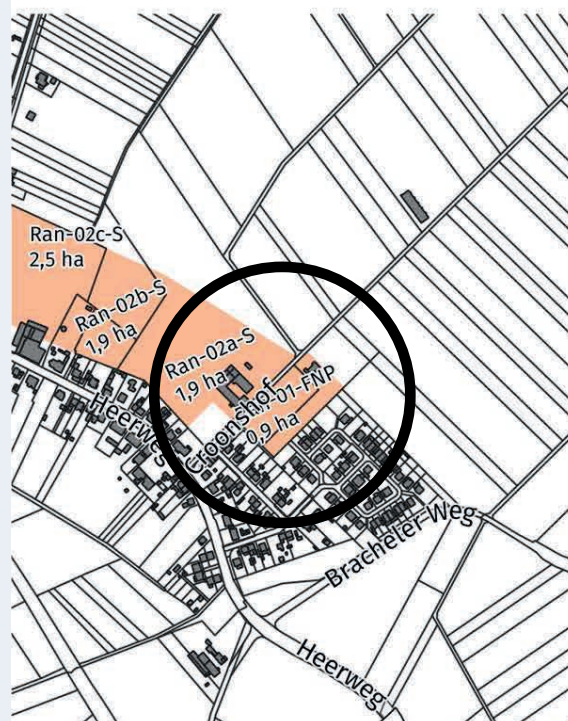 Ran-02c-S
2,5 ha
Ran-02b-S
1,9 ha
Ran-02a-S
1,9 ha
-01-FNP
0,9 ha
Heerweg
Croonshof
Bracheler Weg
Heerweg